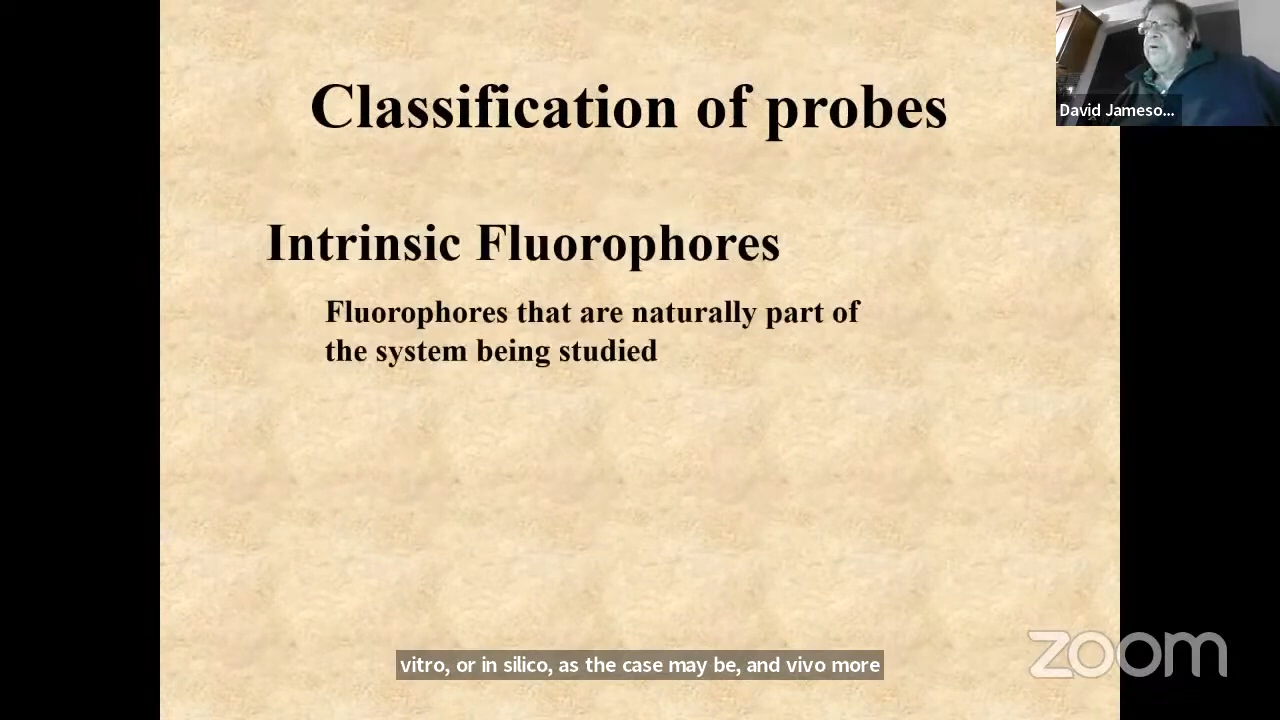 Classification of probes
David Jameso...
Intrinsic Fluorophores
Fluorophores that are naturally part of
the system being studied
vitro, or in silico, as the case may be, and vivo more
zoom